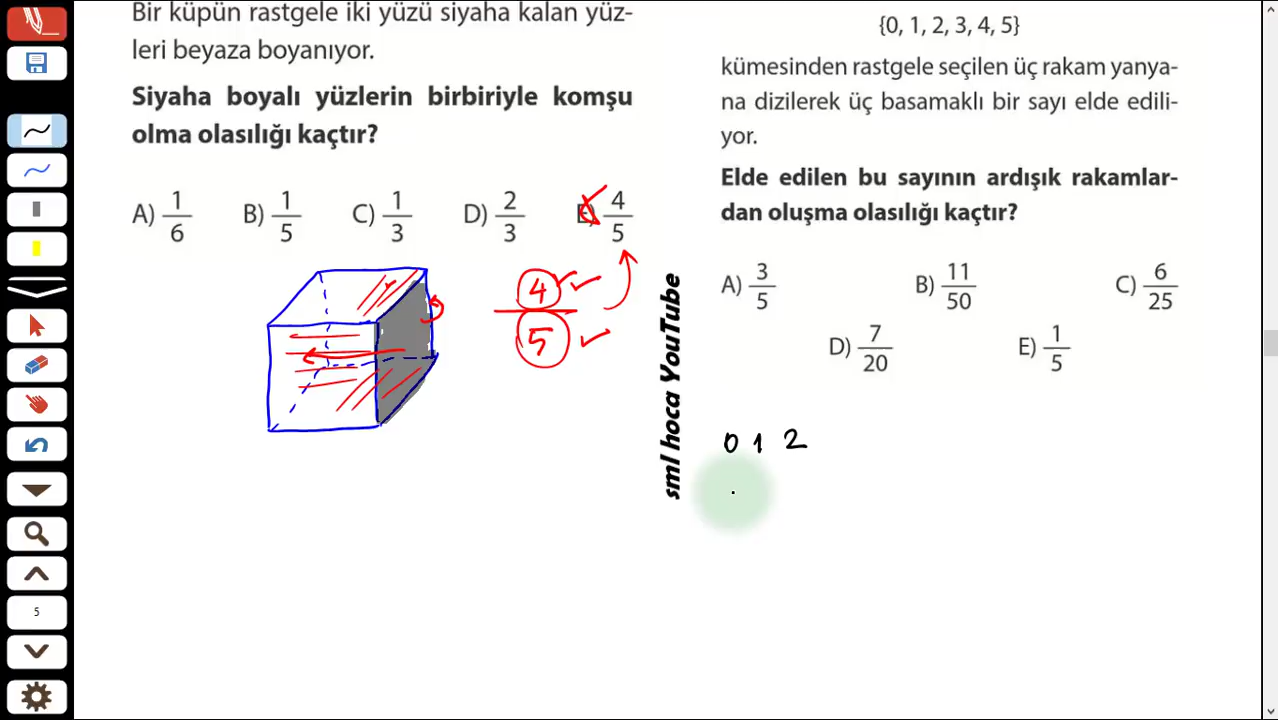 Bir küpün rastgele iki yüzü siyaha kalan yüz-
leri beyaza boyanıyor.
Siyaha boyalı yüzlerin birbiriyle komşu
olma olasılığı kaçtır?
A) 1/6 B) 1/5 C) 1/3 D) 2/3 E) 4/5
4
5
sml hoca YouTube
{0, 1, 2, 3, 4, 5}
kümesinden rastgele seçilen üç rakam yanya-
na dizilerek üç basamaklı bir sayı elde edili-
yor.
Elde edilen bu sayının ardışık rakamlar-
dan oluşma olasılığı kaçtır?
A) 3/5 B) 11/50 C) 6/25
D) 7/20 E) 1/5
0 1 2
5